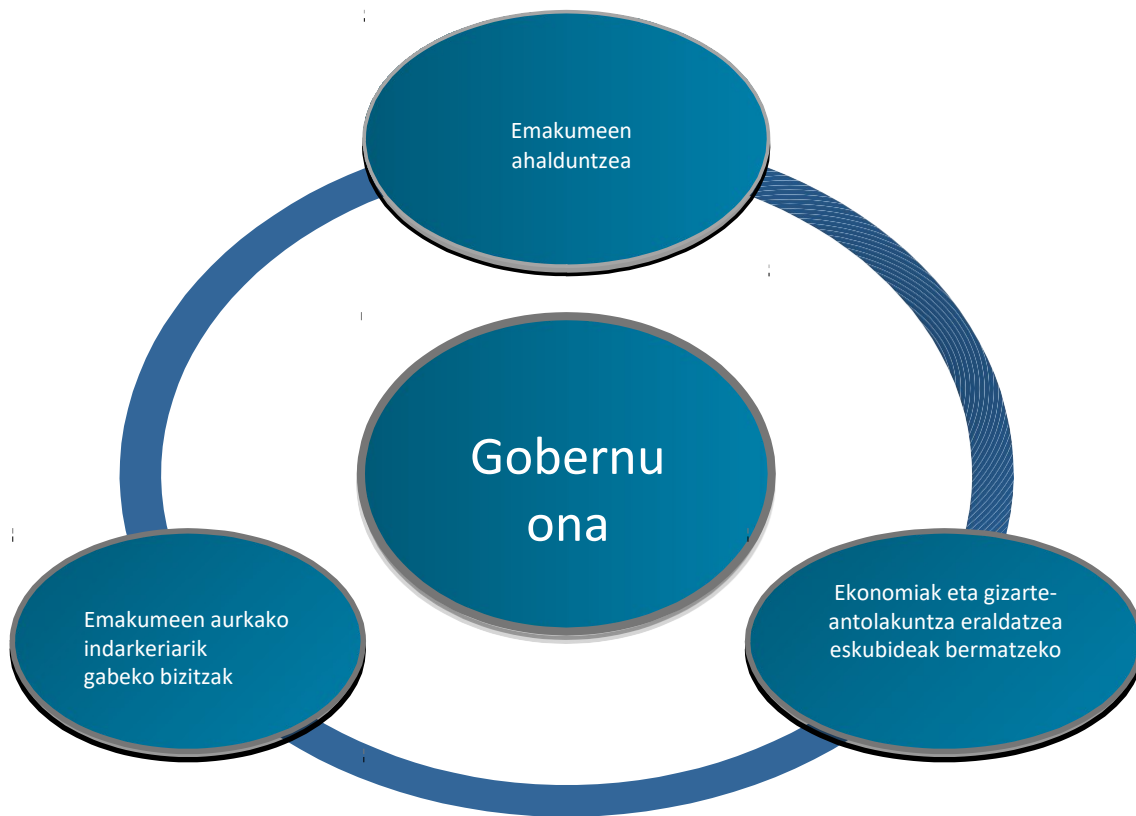 Emakumeen
ahalduntzea
Gobernu
ona
Emakumeen aurkako
indarkeriarik
gabeko bizitzak
Ekonomiak eta gizarte-
antolakuntza eraldatzea
eskubideak bermatzeko